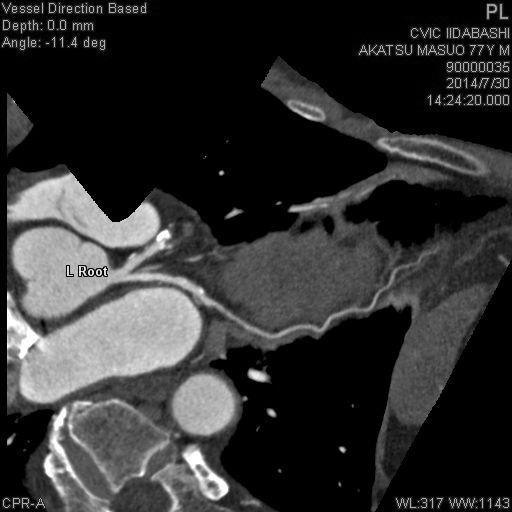 Vessel Direction Based
Depth: 0.0 mm
Angle: -11.4 deg
PL
CVIC IIDABASHI
AKATSU MASUO 77Y M
90000035
2014/7/30
14:24:20.000
L Root
CPR-A
WL:317 WW:1143